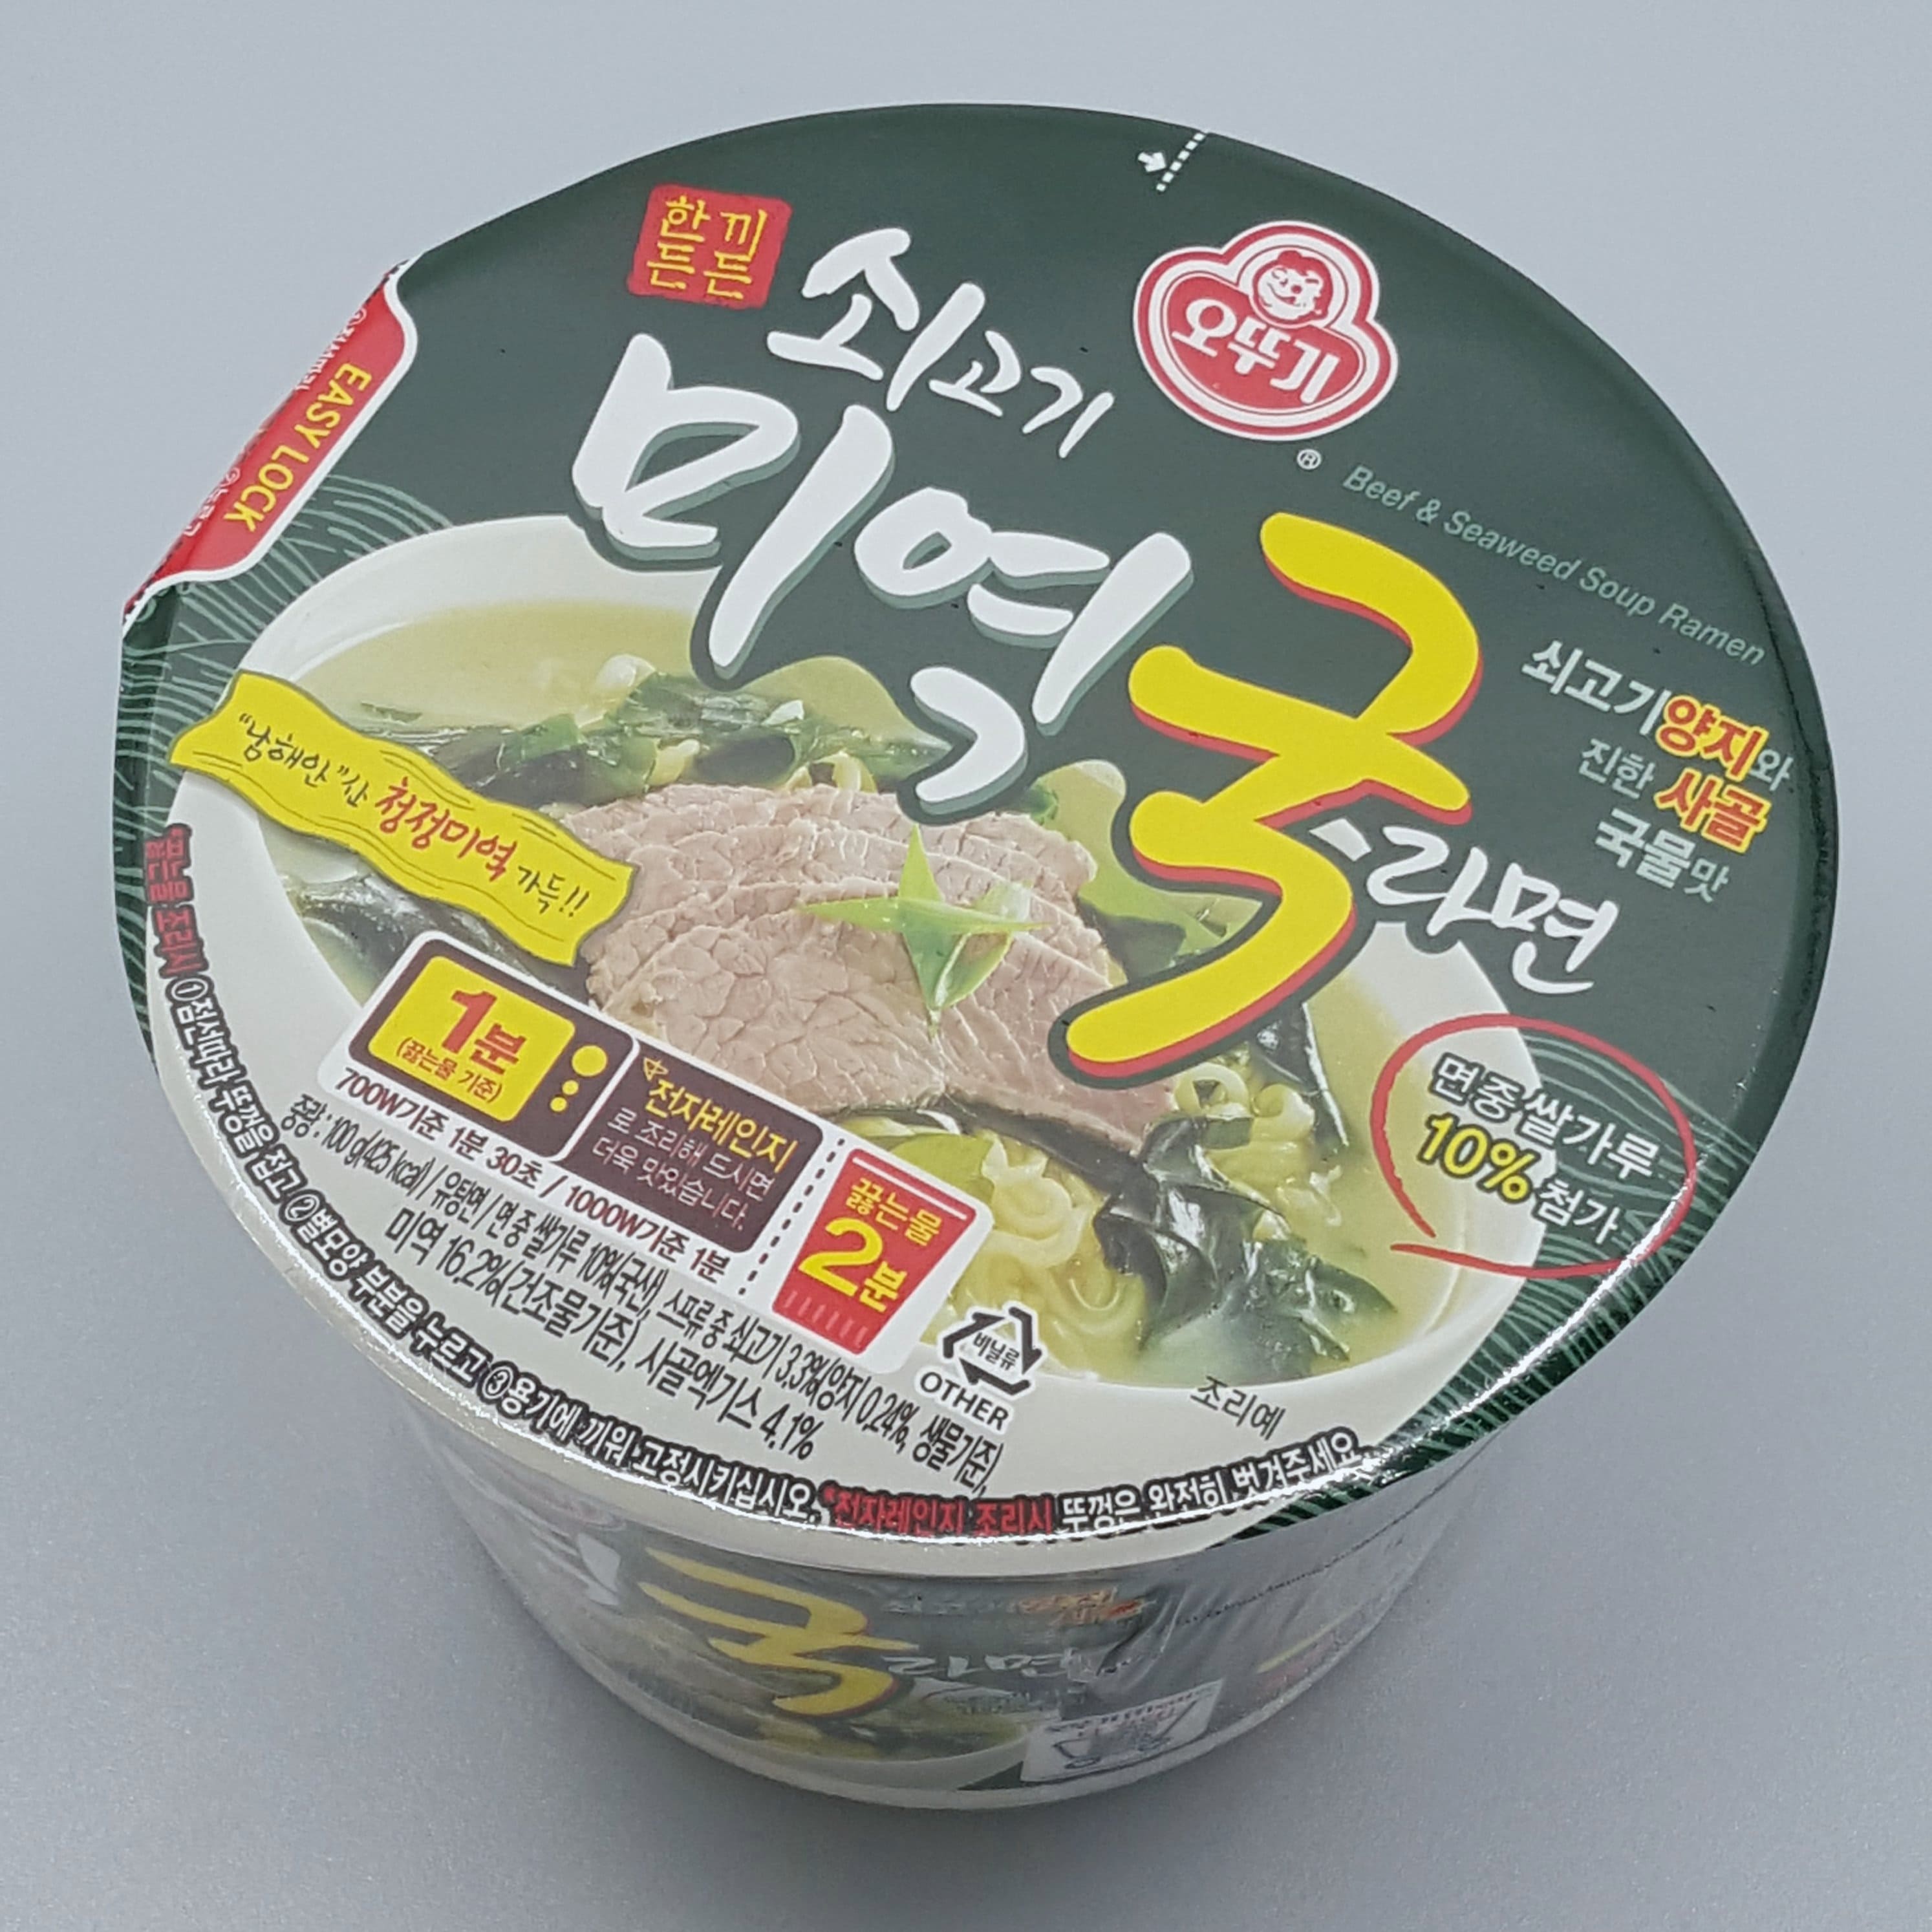 한끼
든든
쇠고기
미역국
라면
오뚜기
®
Beef & Seaweed Soup Ramen
쇠고기양지와
진한 사골
국물맛
EASY LOCK
"남해안"산 청정미역 가득!!
면중쌀가루
10% 첨가
1분
(끓는물 기준)
전자레인지
로 조리해 드시면
더욱 맛있습니다.
700W기준 1분 30초 / 1000W기준 1분
끓는물
2분
중량 : 100 g(425 kcal) / 유탕면 / 면 중 쌀가루 10%(국산), 스프류 중 쇠고기 3.3%(양지 0.24%, 생물기준),
미역 16.2%(건조물기준), 사골엑기스 4.1%
비닐류
OTHER
조리예
*끓는물 조리시 ①점선따라 뚜껑을 접고 ②별모양 부분을 누르고 ③용기에 끼워 고정시키십시오. *전자레인지 조리시 뚜껑은 완전히 벗겨주세요.
국
라면